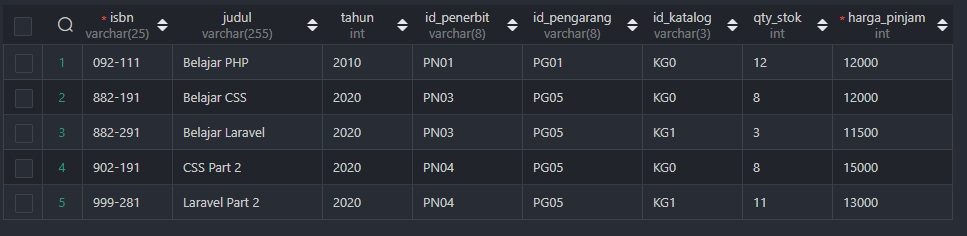 * isbn judul tahun id_penerbit id_pengarang id_katalog qty_stok * harga_pinjam
varchar(25) varchar(255) int varchar(8) varchar(8) varchar(3) int int
1 092-111 Belajar PHP 2010 PN01 PG01 KG0 12 12000
2 882-191 Belajar CSS 2020 PN03 PG05 KG0 8 12000
3 882-291 Belajar Laravel 2020 PN03 PG05 KG1 3 11500
4 902-191 CSS Part 2 2020 PN04 PG05 KG0 8 15000
5 999-281 Laravel Part 2 2020 PN04 PG05 KG1 11 13000